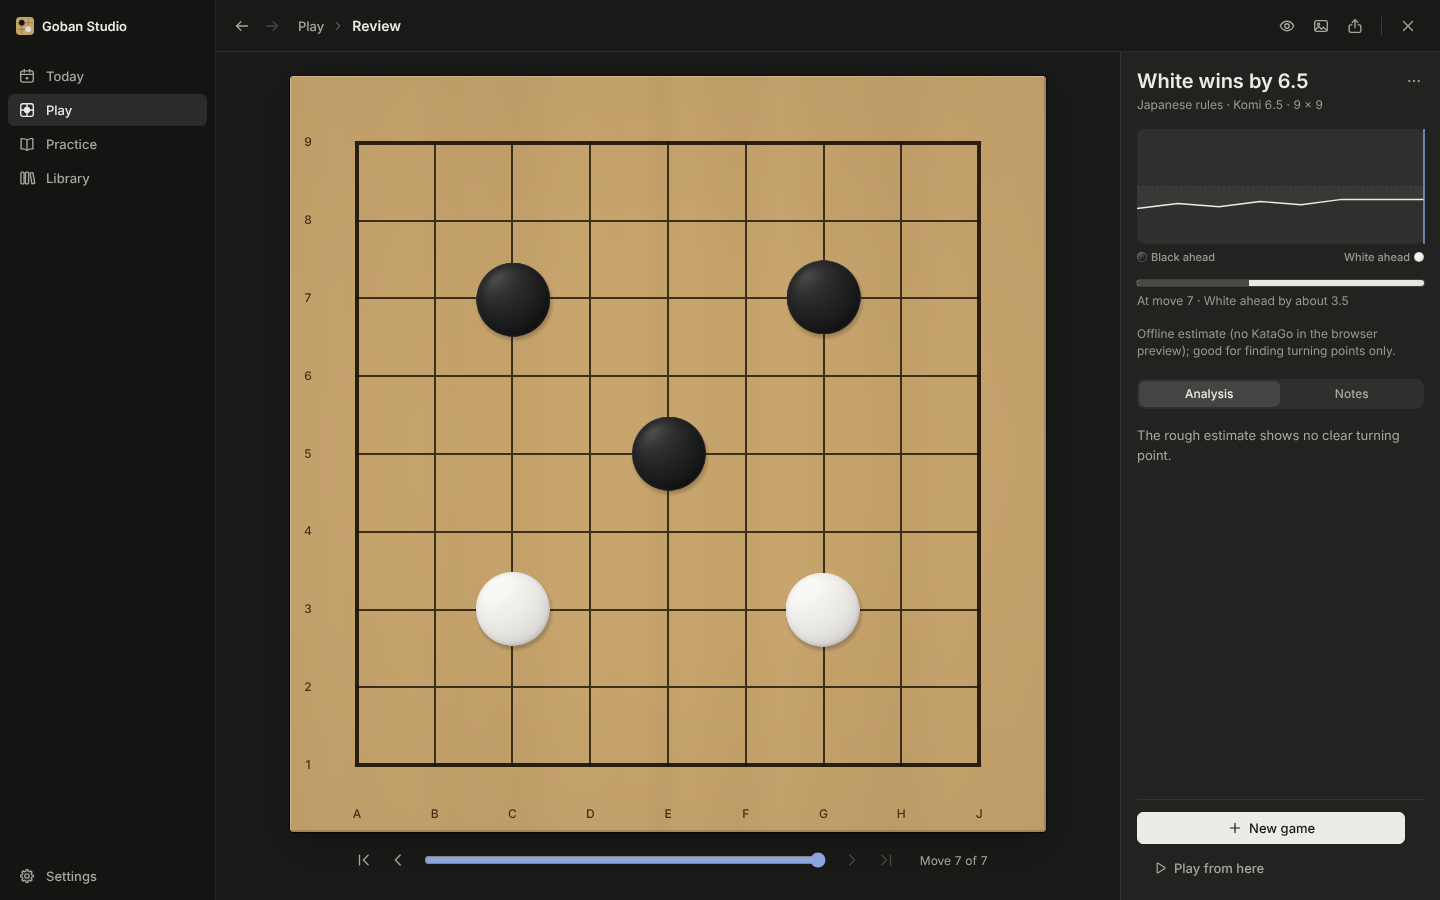 Goban Studio
Today
Play
Practice
Library
Settings
Play > Review
9
8
7
6
5
4
3
2
1
A B C D E F G H J
Move 7 of 7
White wins by 6.5
Japanese rules · Komi 6.5 · 9 × 9
Black ahead
White ahead
At move 7 · White ahead by about 3.5
Offline estimate (no KataGo in the browser
preview); good for finding turning points only.
Analysis
Notes
The rough estimate shows no clear turning
point.
New game
Play from here